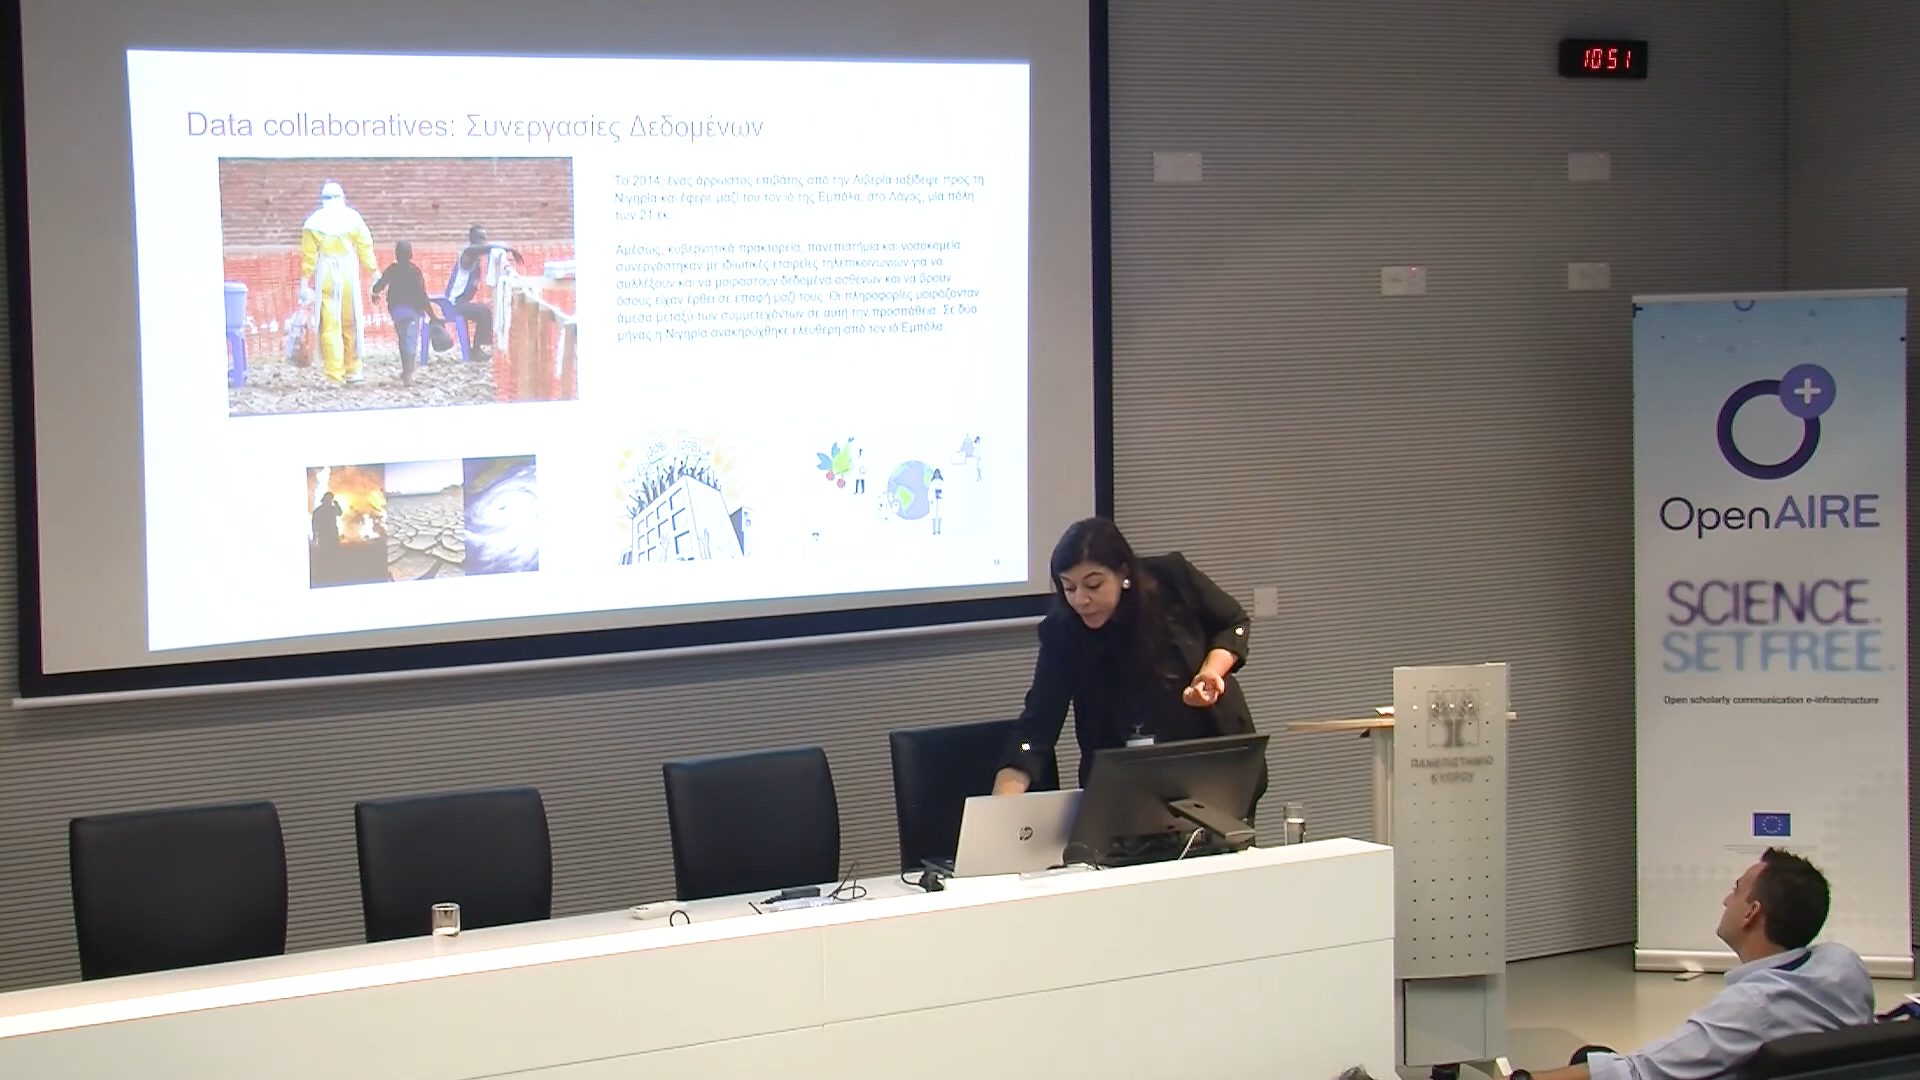 10 51
Data collaboratives: Συνεργασίες Δεδομένων
Το 2014, ένας άρρωστος επιβάτης από την Λιβερία ταξίδεψε προς τη
Νιγηρία και έφερε μαζί του τον ιό της Εμπόλα, στο Λάγος, μία πόλη
των 21 εκ.
Αμέσως, κυβερνητικά πρακτορεία, πανεπιστήμια και νοσοκομεία
συνεργάστηκαν με ιδιωτικές εταιρείες τηλεπικοινωνιών για να
συλλέξουν και να μοιραστούν δεδομένα ασθενών και να βρουν
όσους είχαν έρθει σε επαφή μαζί τους. Οι πληροφορίες μοιράζονταν
άμεσα μεταξύ των συμμετεχόντων σε αυτή την προσπάθεια. Σε δύο
μήνας η Νιγηρία ανακηρύχθηκε ελεύθερη από τον ιό Εμπόλα.
OpenAIRE
SCIENCE.
SET FREE.
Open scholarly communication e-infrastructure
ΠΑΝΕΠΙΣΤΗΜΙΟ
ΚΥΠΡΟΥ
hp